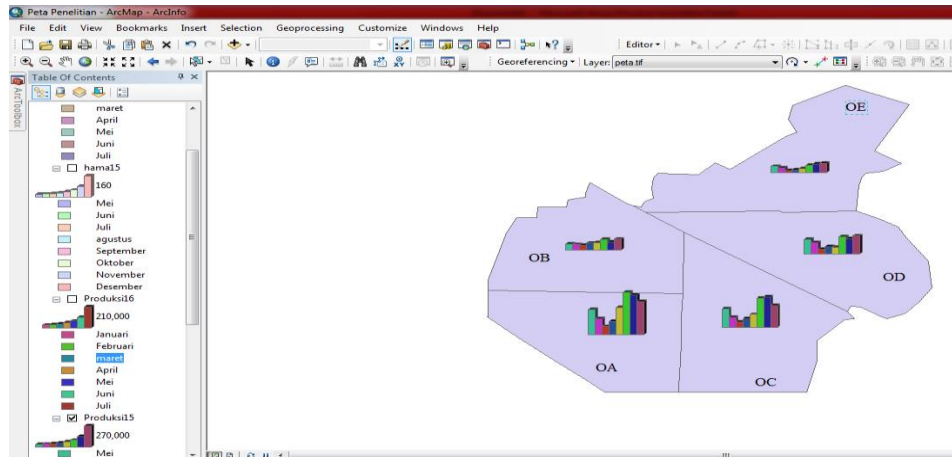 Peta Penelitian - ArcMap - ArcInfo
File Edit View Bookmarks Insert Selection Geoprocessing Customize Windows Help
Editor
Georeferencing Layer: peta.tif
Table Of Contents
ArcToolbox
maret
April
Mei
Juni
Juli
hama15
160
Mei
Juni
Juli
agustus
September
Oktober
November
Desember
Produksi16
210,000
Januari
Februari
maret
April
Mei
Juni
Juli
Produksi15
270,000
Mei
OE
OB
OD
OA
OC